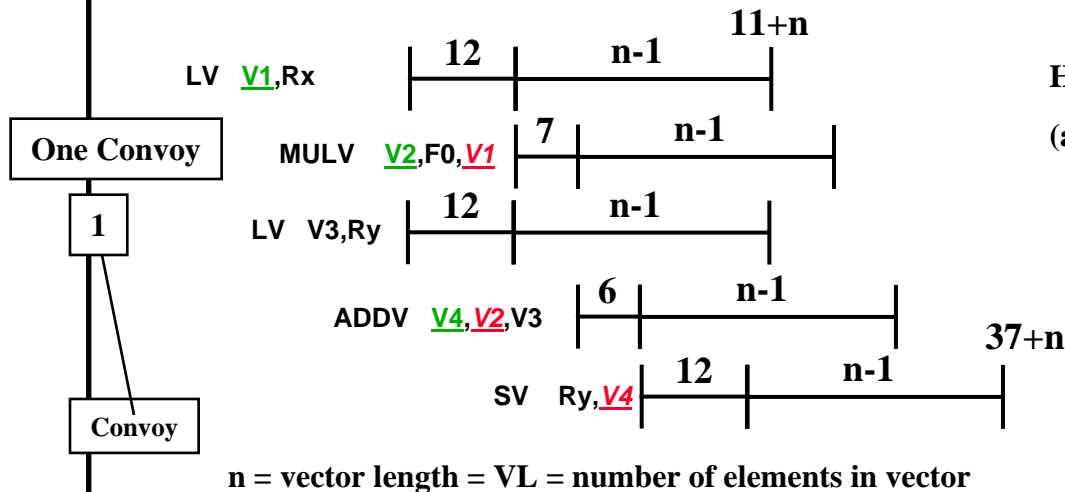 11+n
12 n-1
LV V1,Rx
H
7 n-1
(a
One Convoy
MULV V2,F0,V1
12 n-1
1
LV V3,Ry
6 n-1
ADDV V4,V2,V3
37+n
12 n-1
SV Ry,V4
Convoy
n = vector length = VL = number of elements in vector